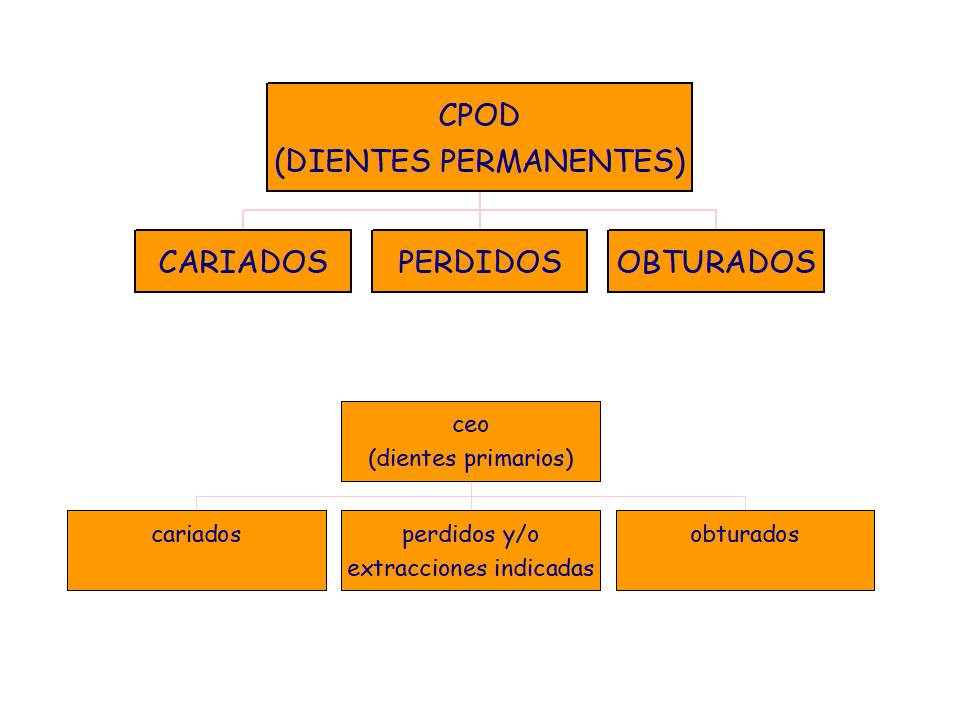 CPOD
(DIENTES PERMANENTES)
CARIADOS
PERDIDOS
OBTURADOS
ceo
(dientes primarios)
cariados
perdidos y/o
extracciones indicadas
obturados